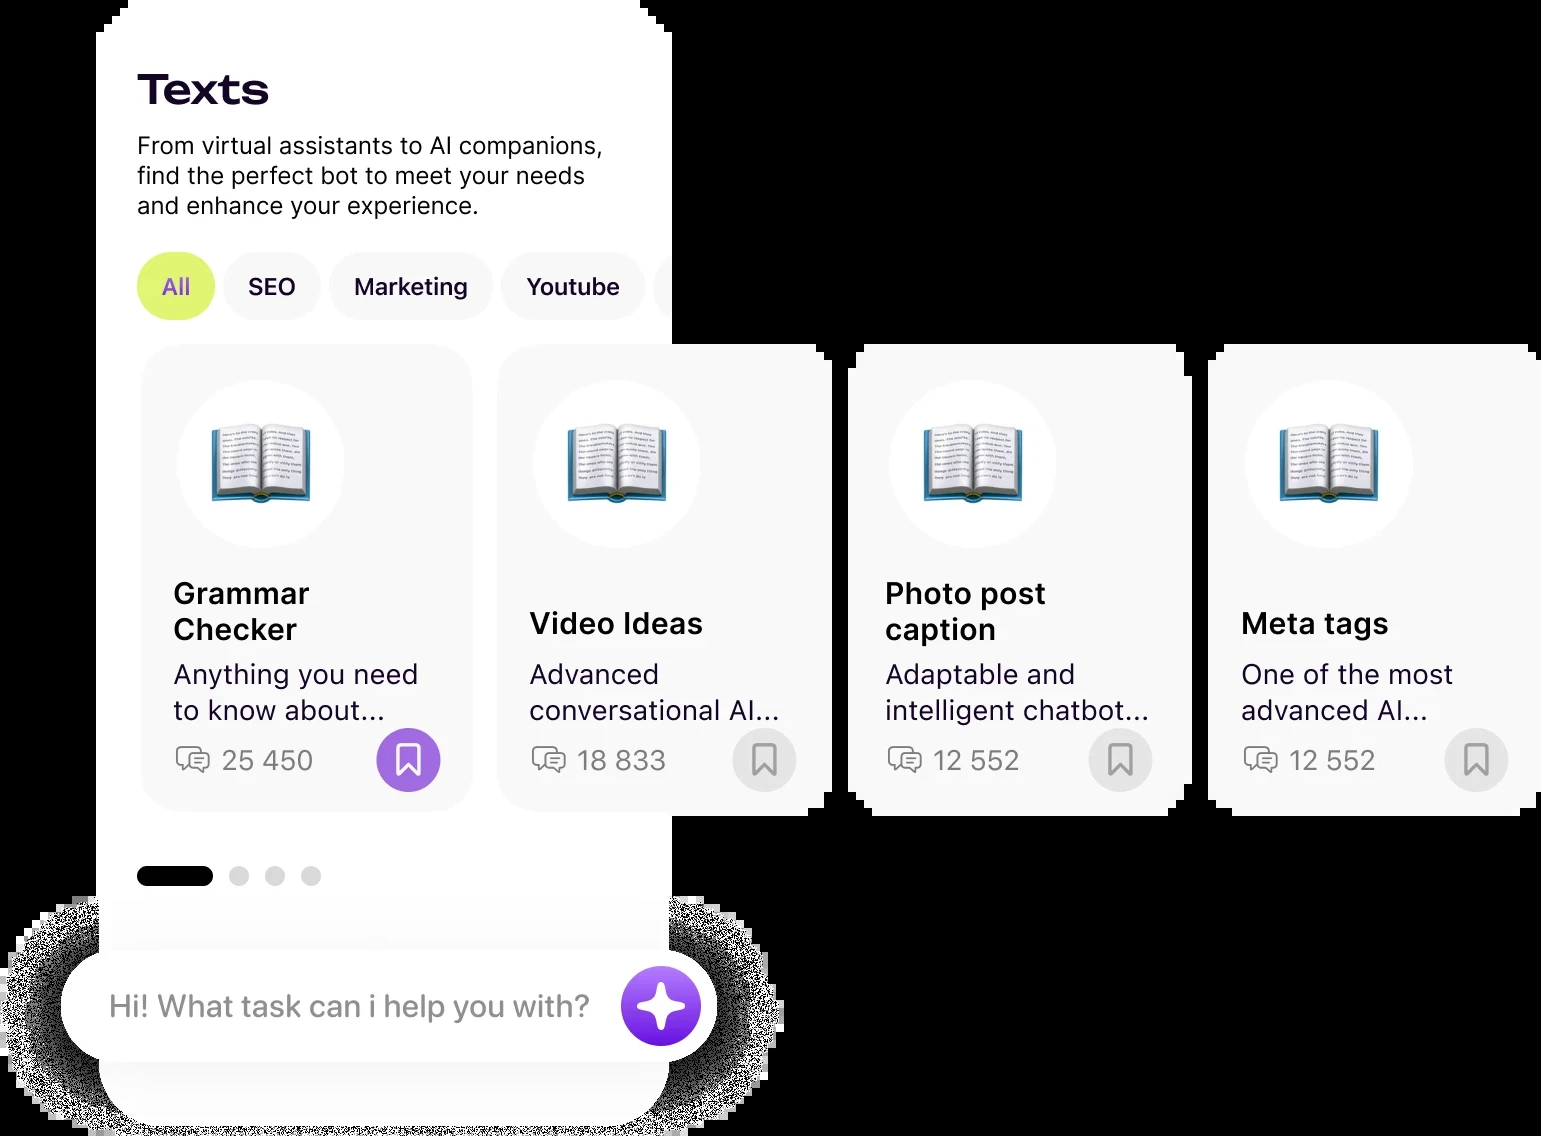 Texts
From virtual assistants to AI companions,
find the perfect bot to meet your needs
and enhance your experience.
All
SEO
Marketing
Youtube
Grammar
Checker
Anything you need
to know about...
25 450
Video Ideas
Advanced
conversational AI...
18 833
Photo post
caption
Adaptable and
intelligent chatbot...
12 552
Meta tags
One of the most
advanced AI...
12 552
Hi! What task can i help you with?